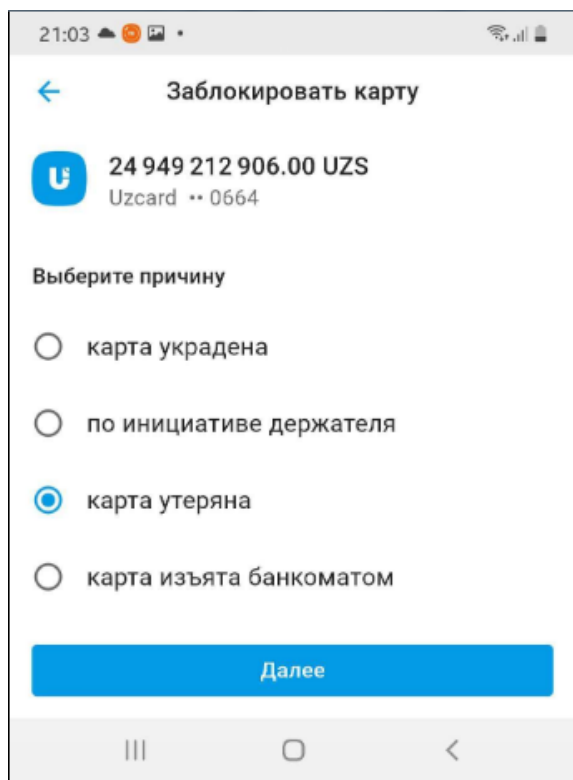 21:03
Заблокировать карту
24 949 212 906.00 UZS
Uzcard •• 0664
Выберите причину
карта украдена
по инициативе держателя
карта утеряна
карта изъята банкоматом
Далее